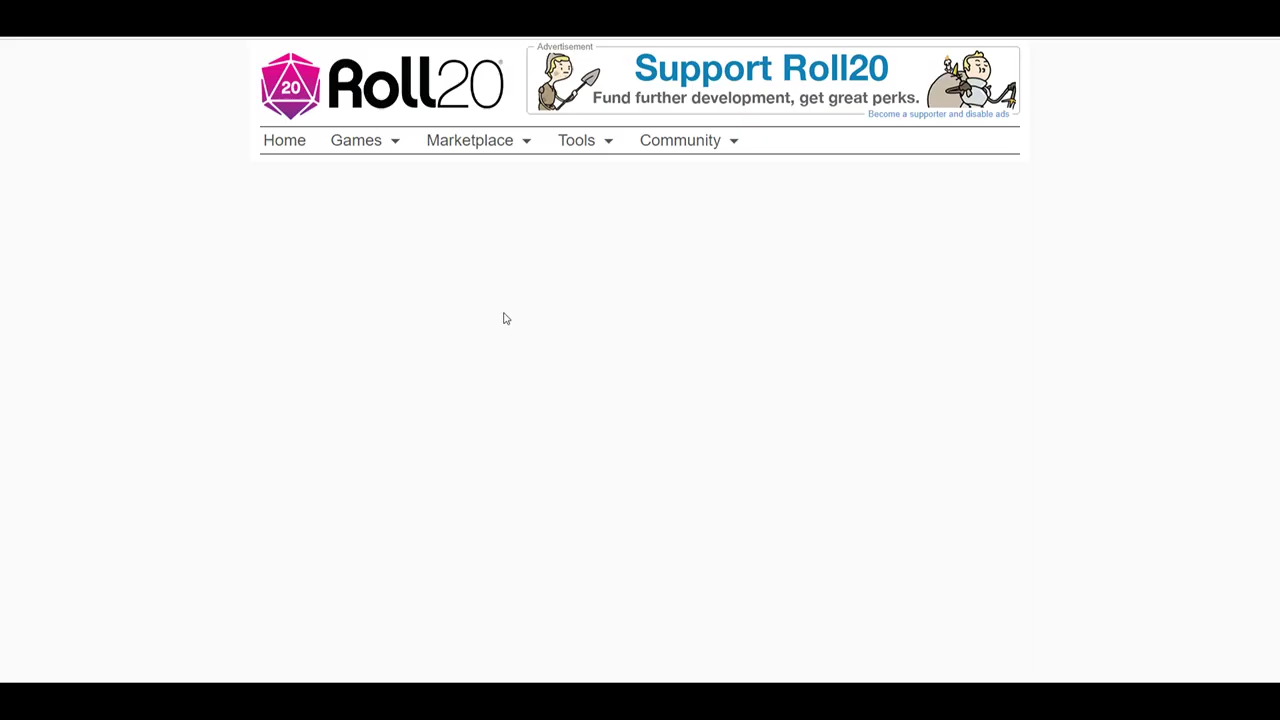 Advertisement
20
Roll20
Support Roll20
Fund further development, get great perks.
Become a supporter and disable ads
Home Games Marketplace Tools Community